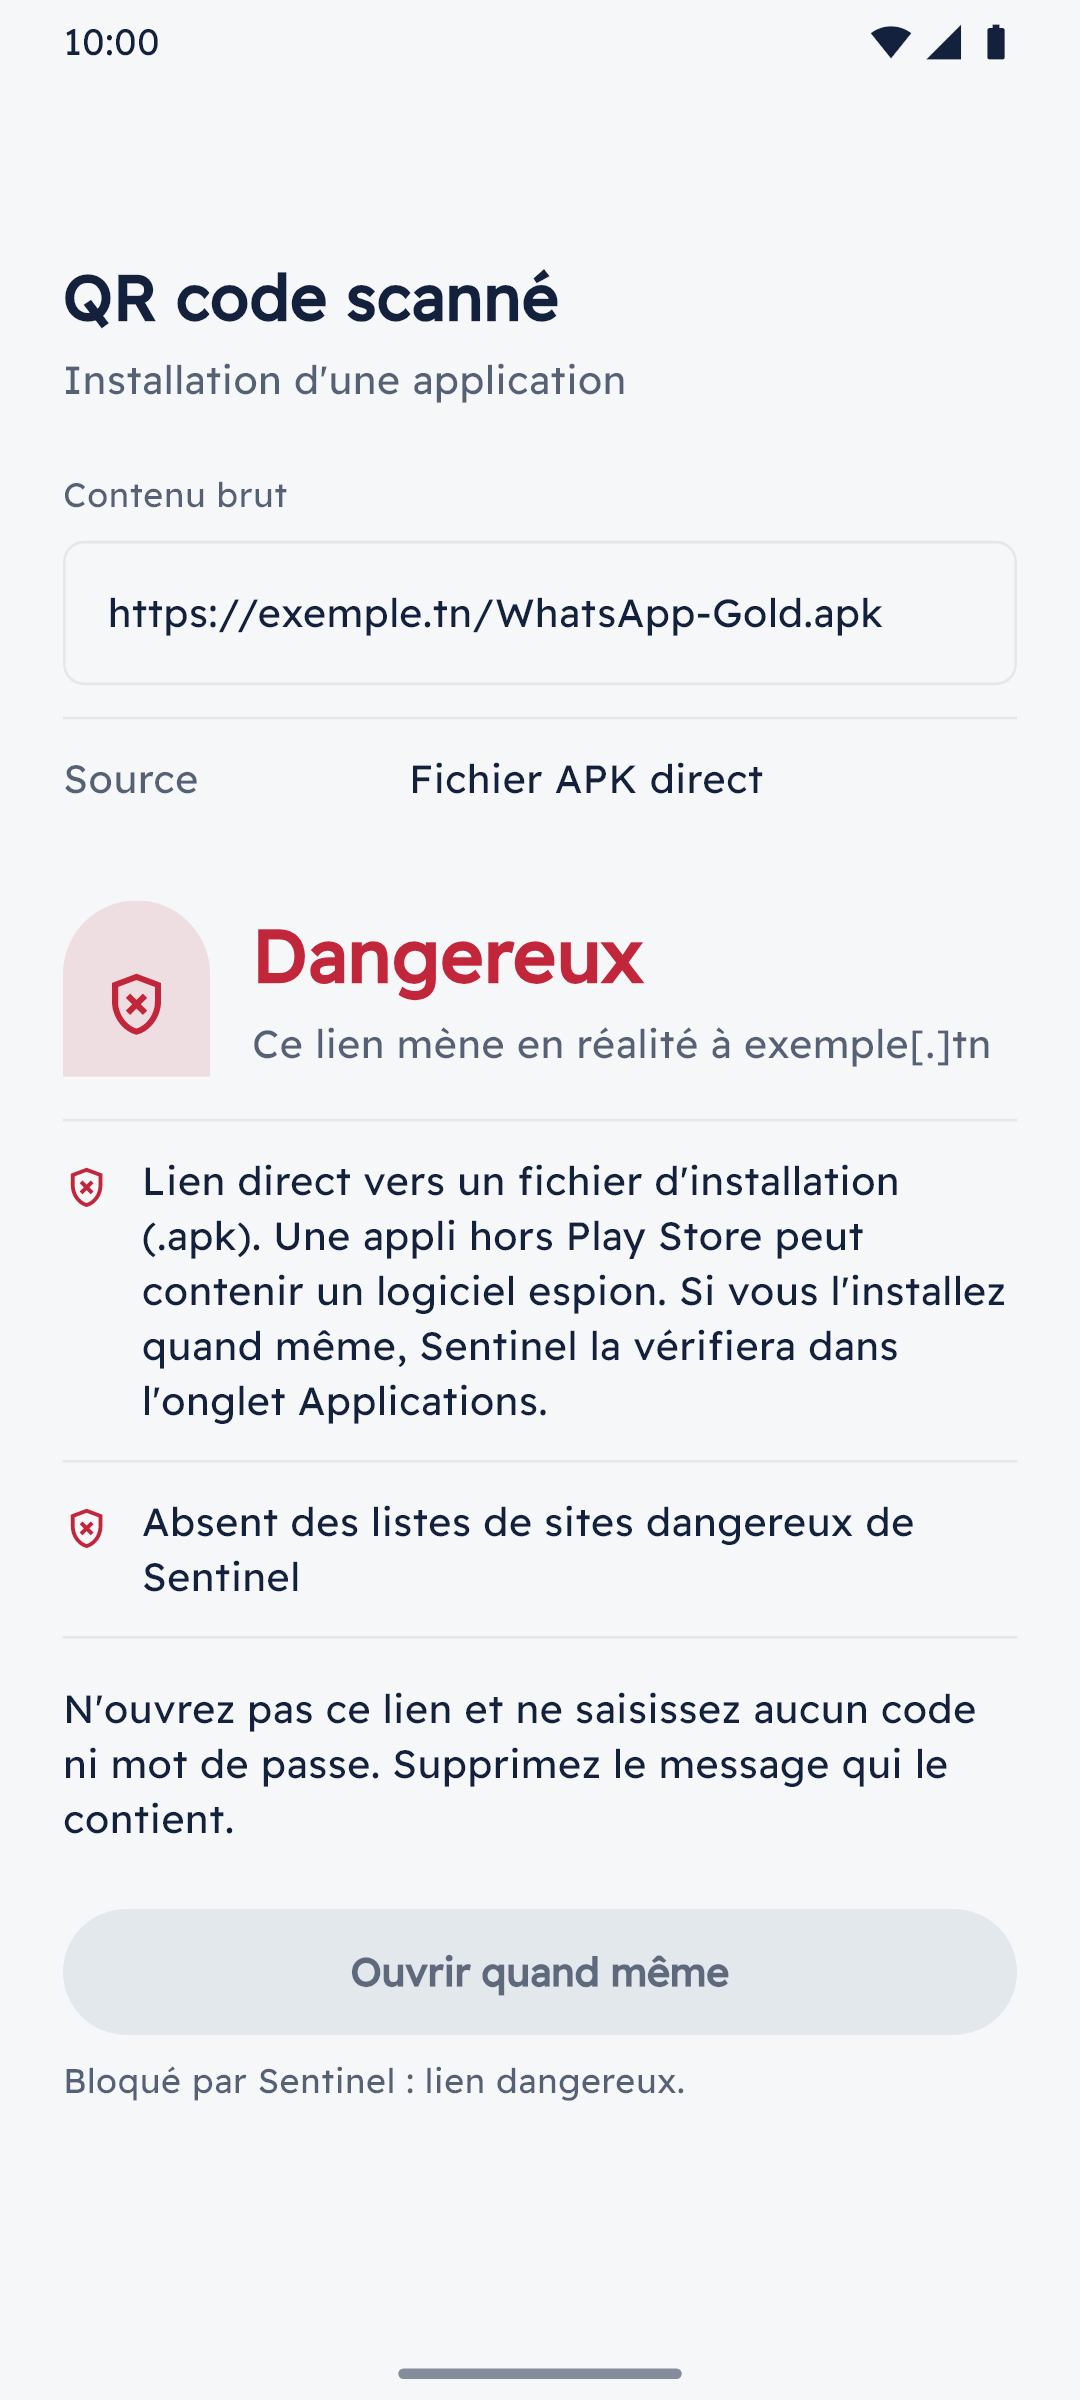 10:00
QR code scanné
Installation d'une application
Contenu brut
https://exemple.tn/WhatsApp-Gold.apk
Source Fichier APK direct
Dangereux
Ce lien mène en réalité à exemple[.]tn
Lien direct vers un fichier d'installation
(.apk). Une appli hors Play Store peut
contenir un logiciel espion. Si vous l'installez
quand même, Sentinel la vérifiera dans
l'onglet Applications.
Absent des listes de sites dangereux de
Sentinel
N'ouvrez pas ce lien et ne saisissez aucun code
ni mot de passe. Supprimez le message qui le
contient.
Ouvrir quand même
Bloqué par Sentinel : lien dangereux.